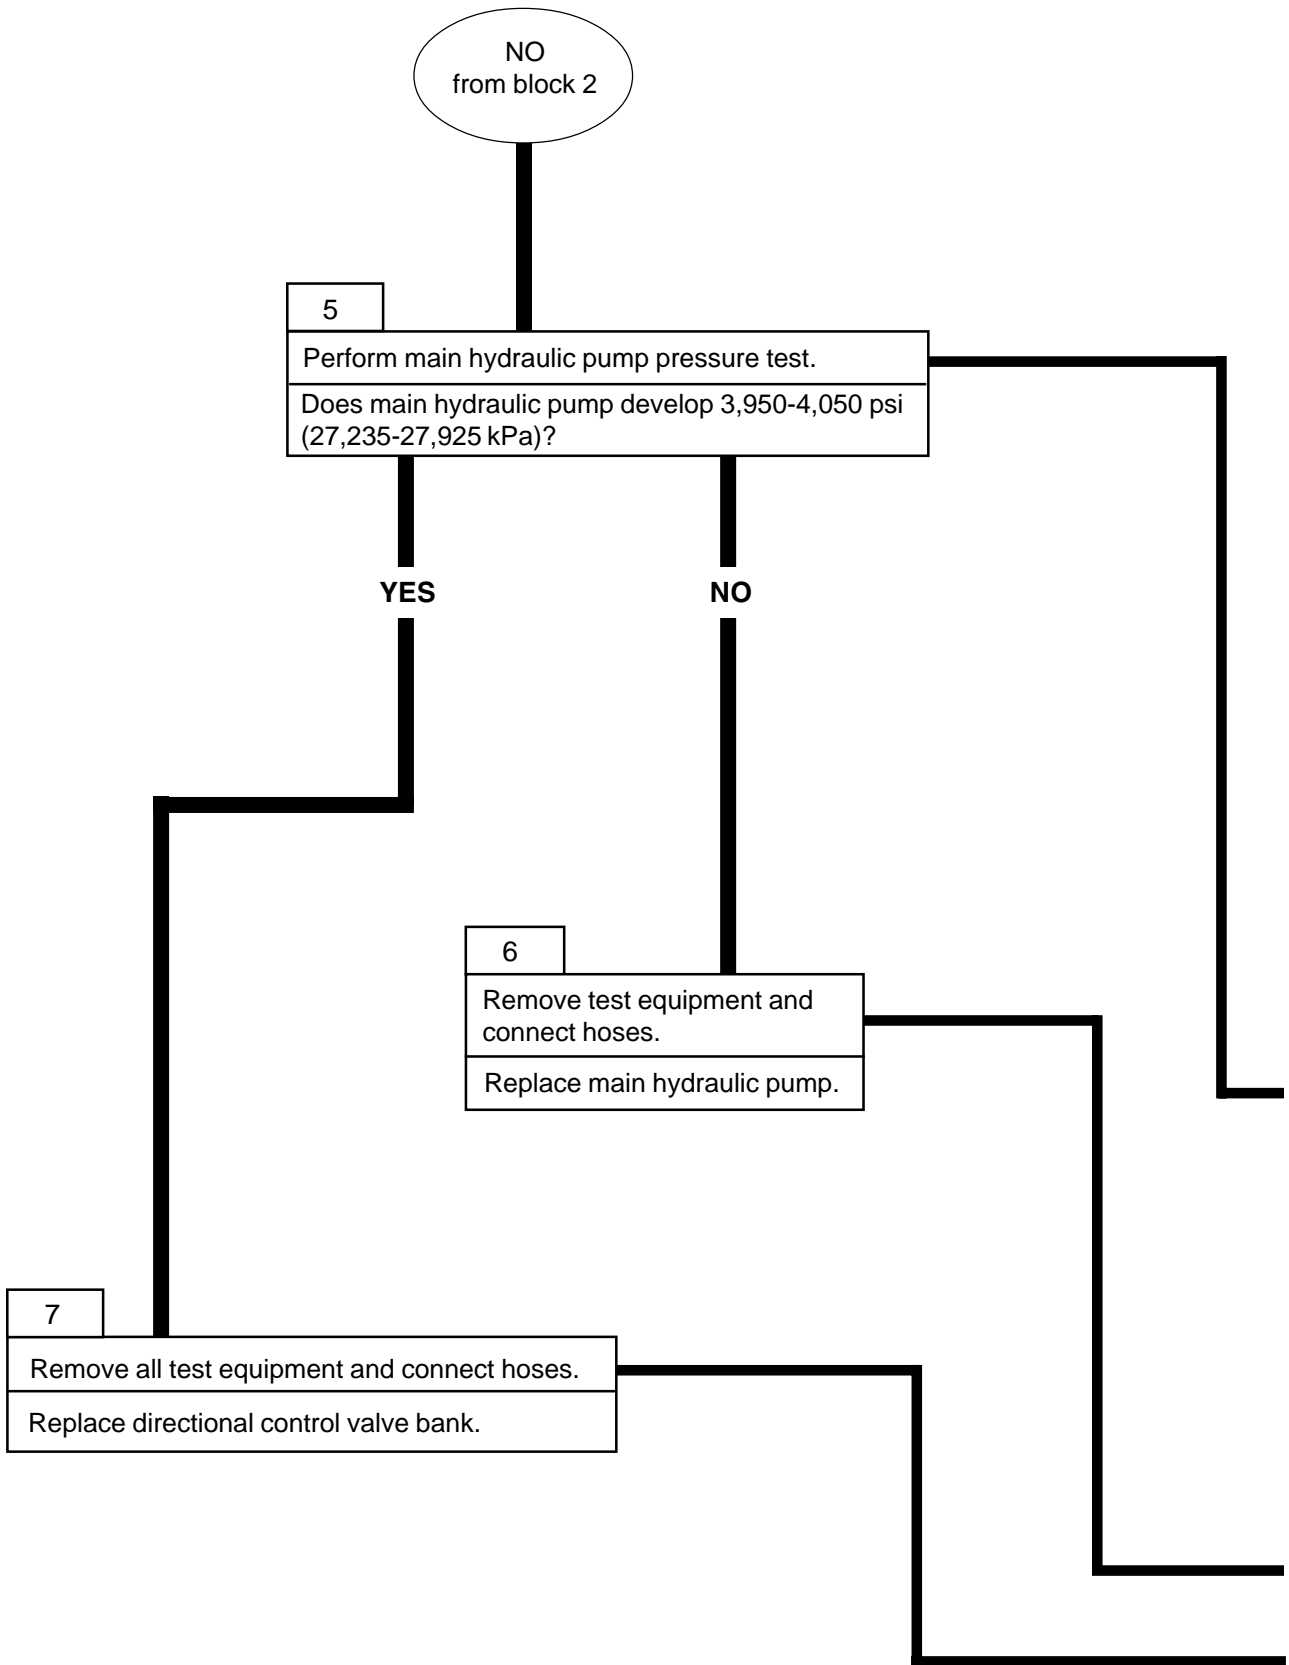 NO
from block 2
5
Perform main hydraulic pump pressure test.
Does main hydraulic pump develop 3,950-4,050 psi
(27,235-27,925 kPa)?
YES
NO
6
Remove test equipment and
connect hoses.
Replace main hydraulic pump.
7
Remove all test equipment and connect hoses.
Replace directional control valve bank.